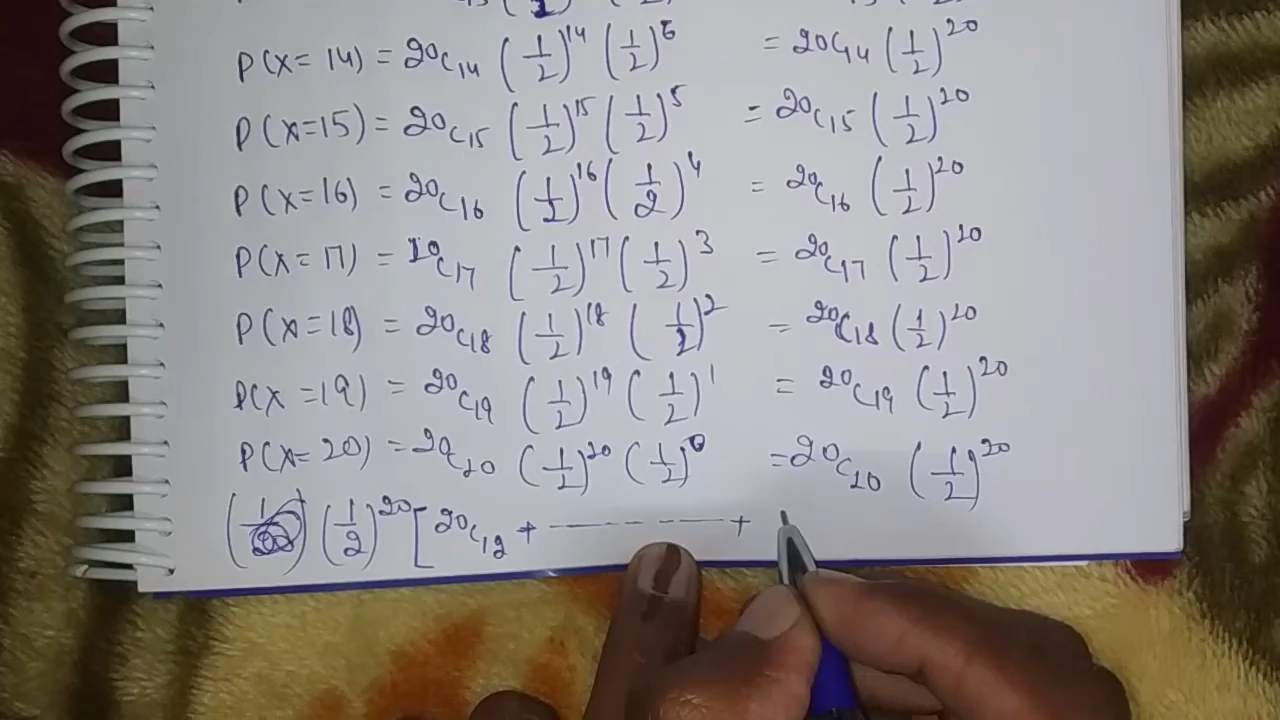 P(X = 14) = 20C14 (1/2)^14 (1/2)^6 = 20C14 (1/2)^20
P(X=15) = 20C15 (1/2)^15 (1/2)^5 = 20C15 (1/2)^20
P(X=16) = 20C16 (1/2)^16 (1/2)^4 = 20C16 (1/2)^20
P(X=17) = 20C17 (1/2)^17 (1/2)^3 = 20C17 (1/2)^20
P(X=18) = 20C18 (1/2)^18 (1/2)^2 = 20C18 (1/2)^20
P(X=19) = 20C19 (1/2)^19 (1/2)^1 = 20C19 (1/2)^20
P(X=20) = 20C20 (1/2)^20 (1/2)^0 = 20C20 (1/2)^20
(1/2)^20 [20C12 + ------- +